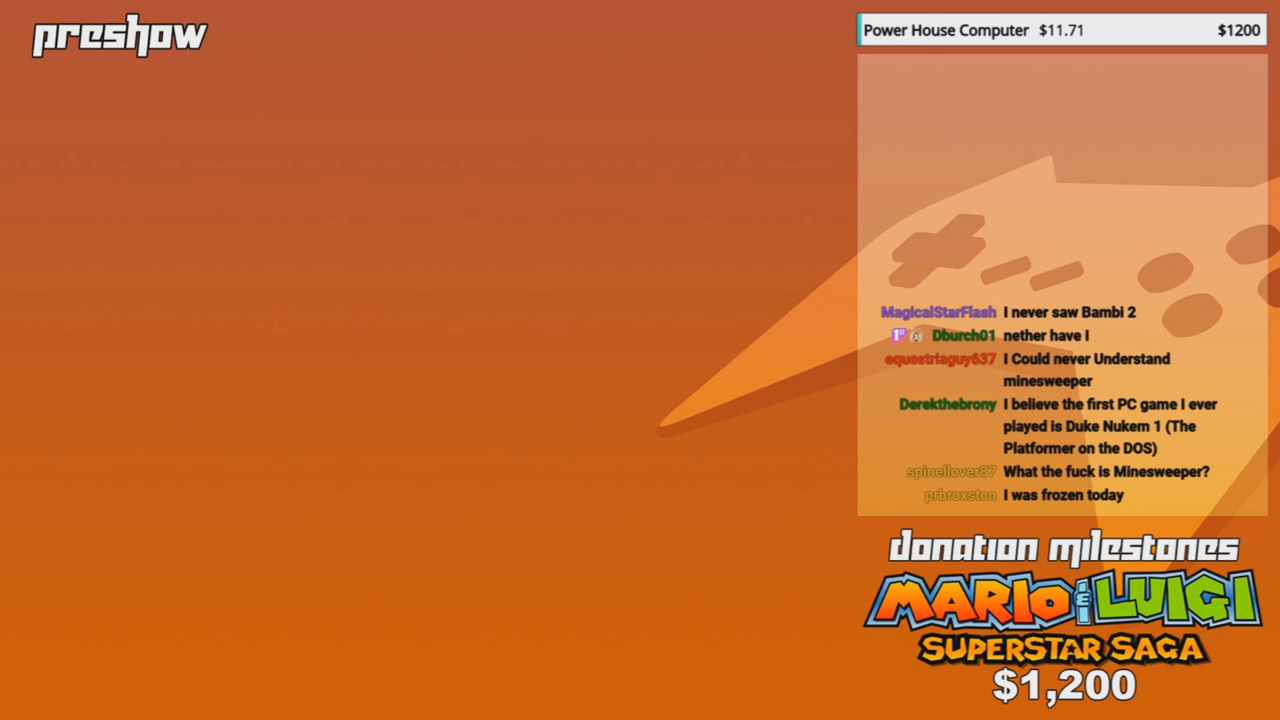 preshow
Power House Computer $11.71 $1200
MagicalStarFlash I never saw Bambi 2
Dburch01 nether have I
equestriaguy637 I Could never Understand
minesweeper
Derekthebrony I believe the first PC game I ever
played is Duke Nukem 1 (The
Platformer on the DOS)
spinellover87 What the fuck is Minesweeper?
prbroxston I was frozen today
donation milestones
MARIO & LUIGI
SUPERSTAR SAGA
$1,200